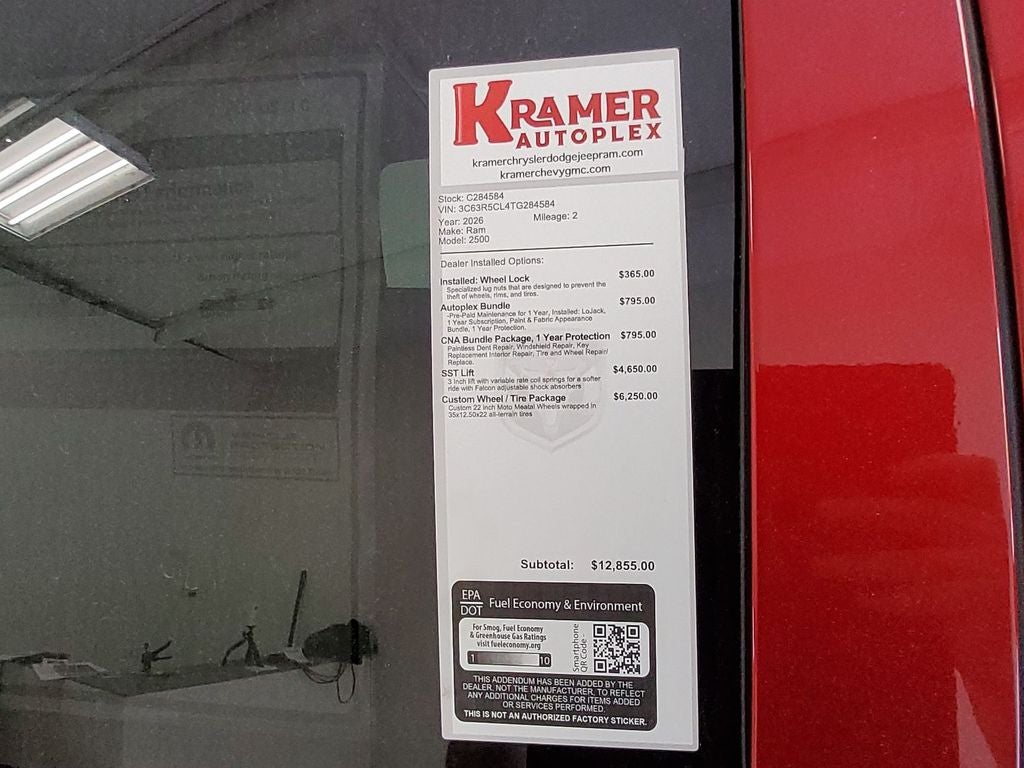 KRAMER
AUTOPLEX
kramerchryslerdodgejeepram.com
kramerchevygmc.com
Stock: C284584
VIN: 3C63R5CL4TG284584
Year: 2026 Mileage: 2
Make: Ram
Model: 2500
Dealer Installed Options:
Installed: Wheel Lock $365.00
Specialized lug nuts that are designed to prevent the
theft of wheels, rims, and tires.
Autoplex Bundle $795.00
-Pre-Paid Maintenance for 1 Year, Installed: LoJack,
1 Year Subscription, Paint & Fabric Appearance
Bundle, 1 Year Protection.
CNA Bundle Package, 1 Year Protection $795.00
Paintless Dent Repair, Windshield Repair, Key
Replacement Interior Repair, Tire and Wheel Repair/
Replace.
SST Lift $4,650.00
3 Inch lift with variable rate coil springs for a softer
ride with Falcon adjustable shock absorbers
Custom Wheel / Tire Package $6,250.00
Custom 22 inch Moto Meatal Wheels wrapped in
35x12.50x22 all-terrain tires
Subtotal: $12,855.00
EPA
DOT Fuel Economy & Environment
For Smog, Fuel Economy
& Greenhouse Gas Ratings
visit fueleconomy.org
1 10
Smartphone
QR Code -
THIS ADDENDUM HAS BEEN ADDED BY THE
DEALER, NOT THE MANUFACTURER, TO REFLECT
ANY ADDITIONAL CHARGES FOR ITEMS ADDED
OR SERVICES PERFORMED.
THIS IS NOT AN AUTHORIZED FACTORY STICKER.